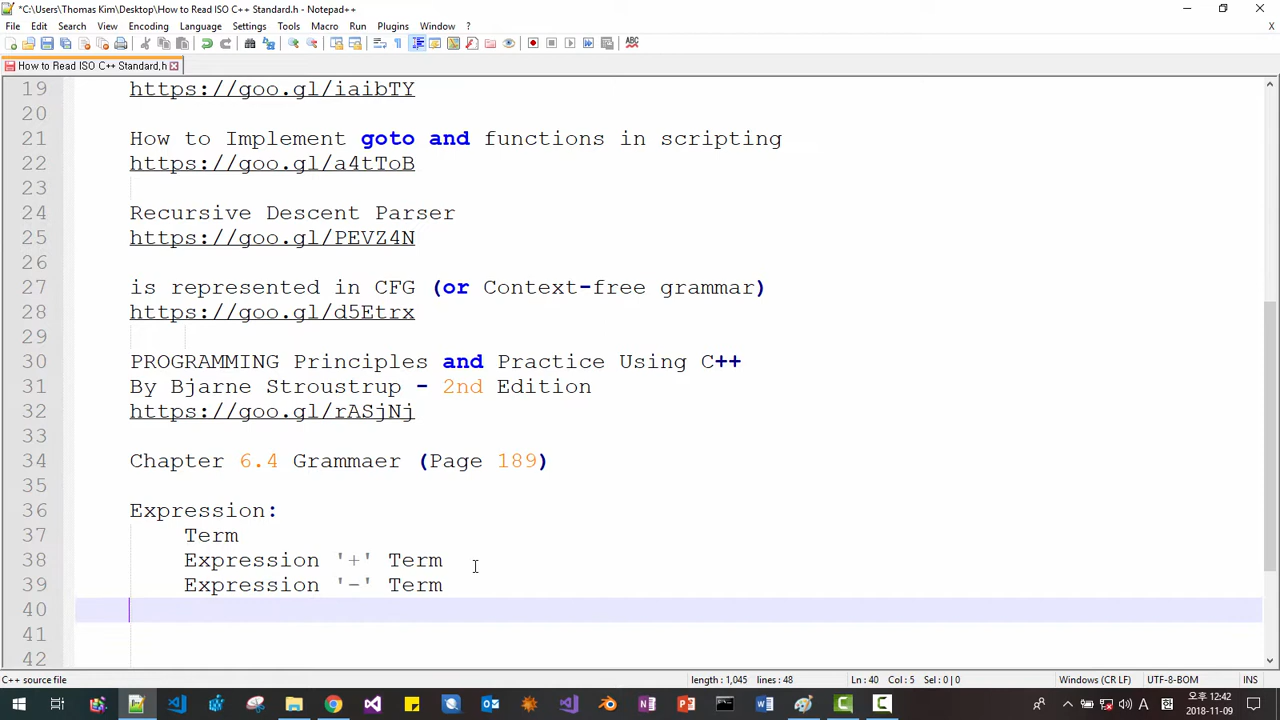 *C:\Users\Thomas Kim\Desktop\How to Read ISO C++ Standard.h - Notepad++
File Edit Search View Encoding Language Settings Tools Macro Run Plugins Window ? X
How to Read ISO C++ Standard.h
19 https://goo.gl/iaibTY
20
21 How to Implement goto and functions in scripting
22 https://goo.gl/a4tToB
23
24 Recursive Descent Parser
25 https://goo.gl/PEVZ4N
26
27 is represented in CFG (or Context-free grammar)
28 https://goo.gl/d5Etrx
29
30 PROGRAMMING Principles and Practice Using C++
31 By Bjarne Stroustrup - 2nd Edition
32 https://goo.gl/rASjNj
33
34 Chapter 6.4 Grammaer (Page 189)
35
36 Expression:
37 Term
38 Expression '+' Term
39 Expression '-' Term
40
41
42
C++ source file length : 1,045 lines : 48 Ln : 40 Col : 5 Sel : 0 | 0 Windows (CR LF) UTF-8-BOM INS
오후 12:42
2018-11-09